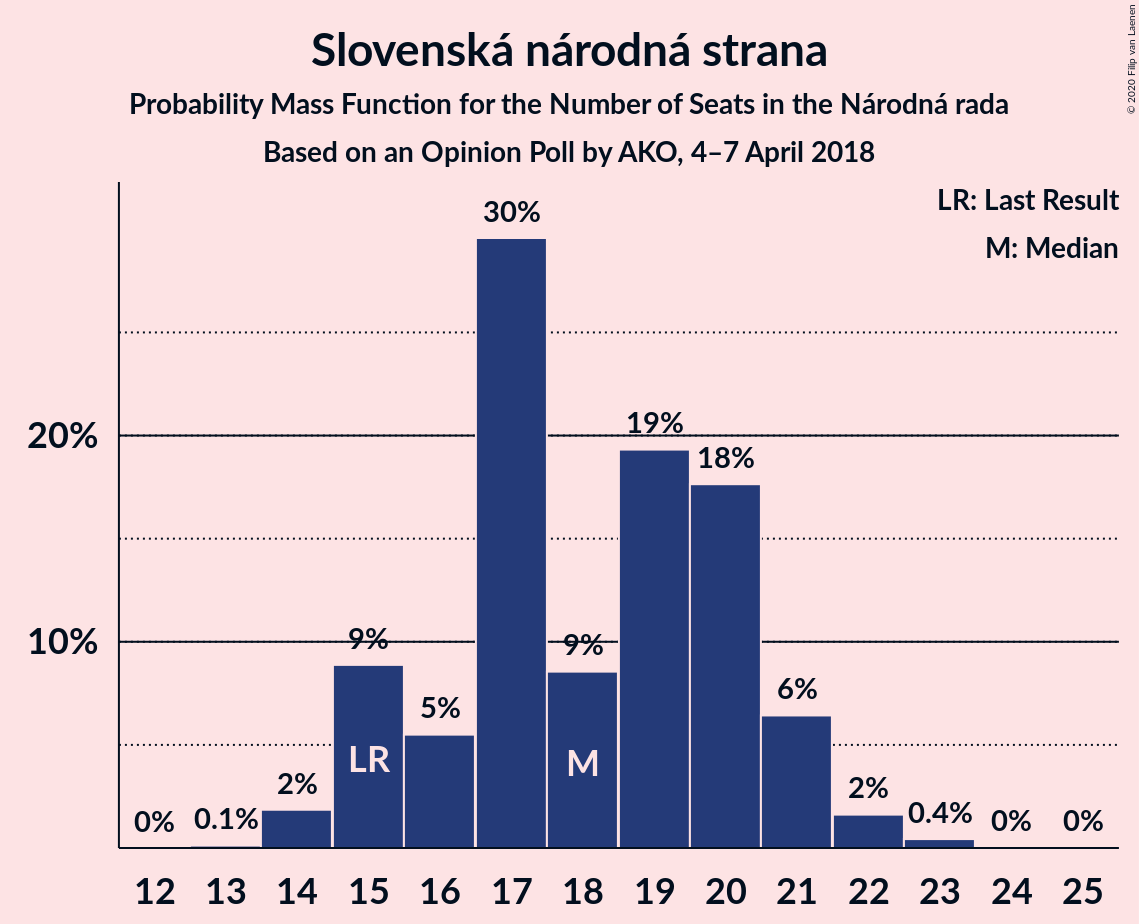 © 2020 Filip van Laenen
Slovenská národná strana
Probability Mass Function for the Number of Seats in the Národná rada
Based on an Opinion Poll by AKO, 4–7 April 2018
LR: Last Result
M: Median
30%
20%
19%
18%
10%
9%
9%
6%
5%
LR
M
2%
2%
0%
0.1%
0.4%
0%
0%
12 13 14 15 16 17 18 19 20 21 22 23 24 25